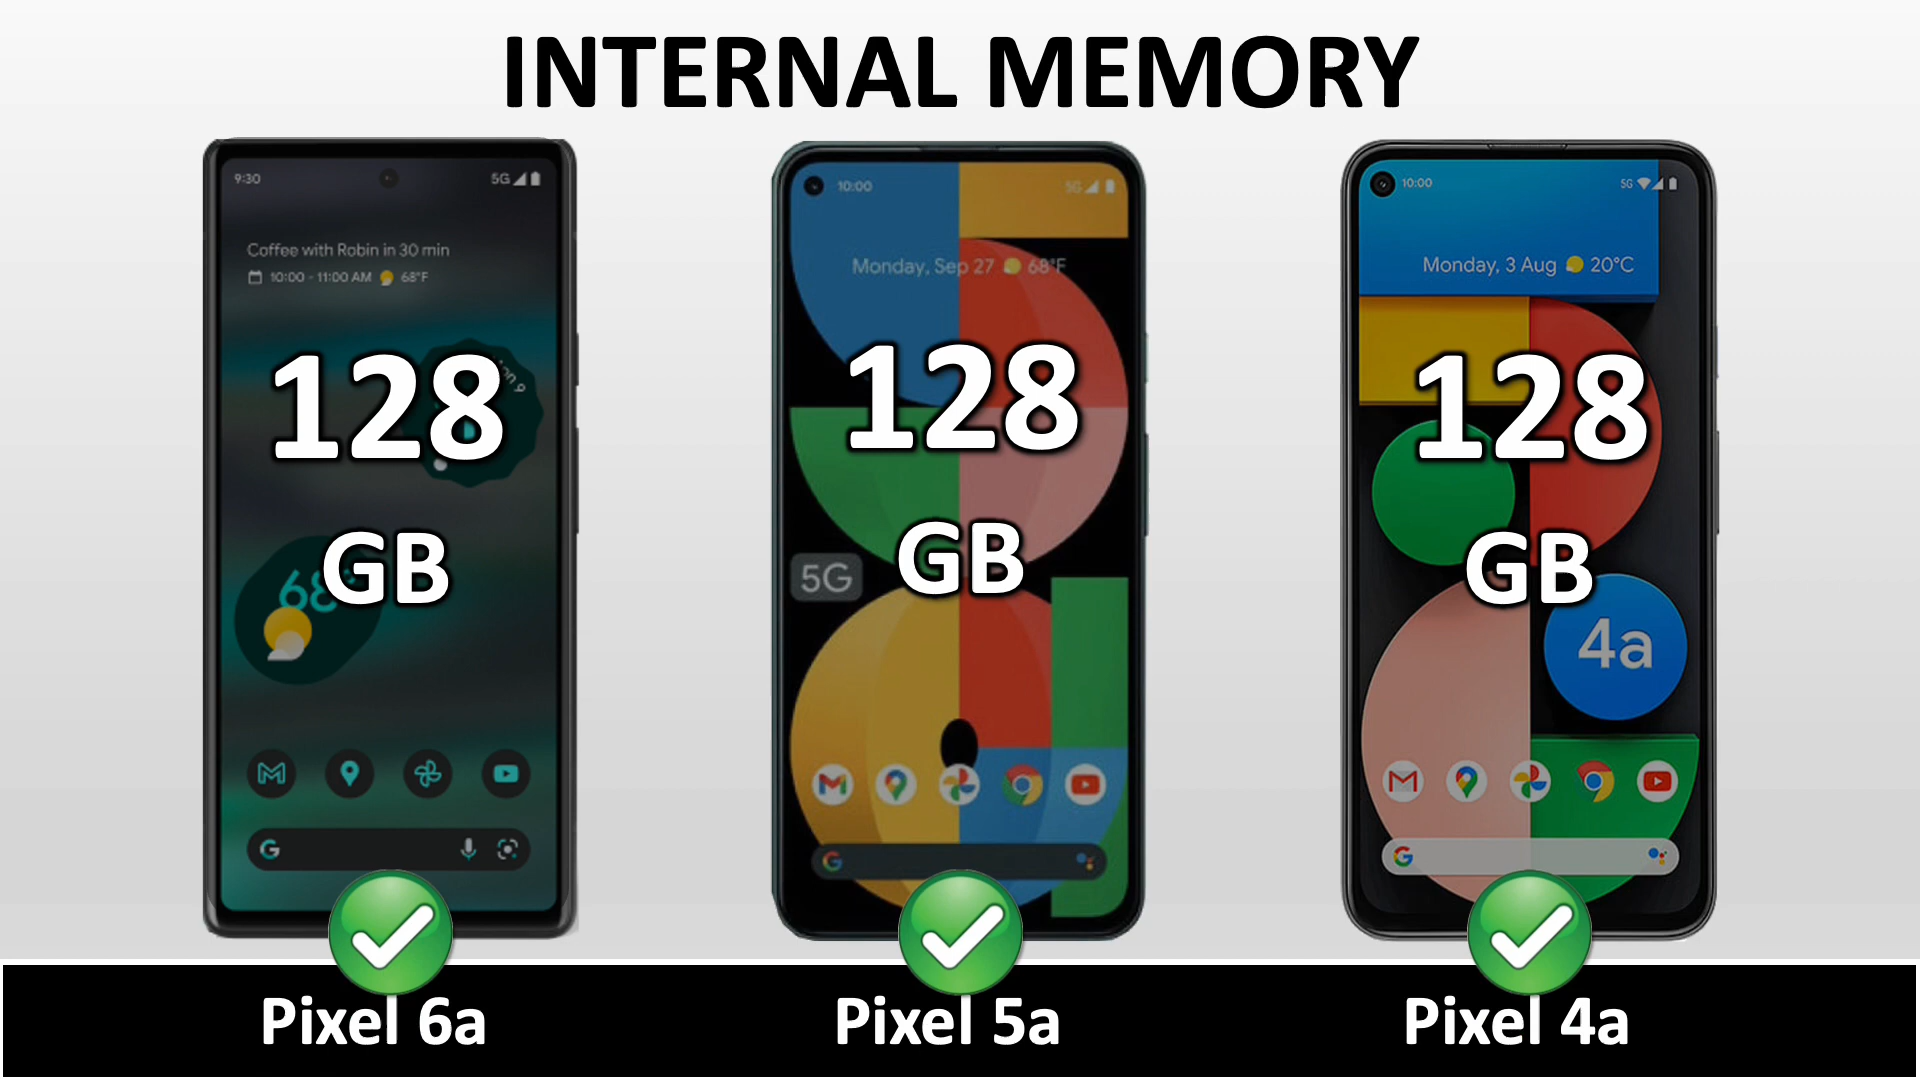 INTERNAL MEMORY
9:30
5G
Coffee with Robin in 30 min
10:00 - 11:00 AM 68°F
128
GB
68°
10:00
5G
Monday, Sep 27 68°F
128
GB
5G
10:00
5G
Monday, 3 Aug 20°C
128
GB
4a
Pixel 6a
Pixel 5a
Pixel 4a